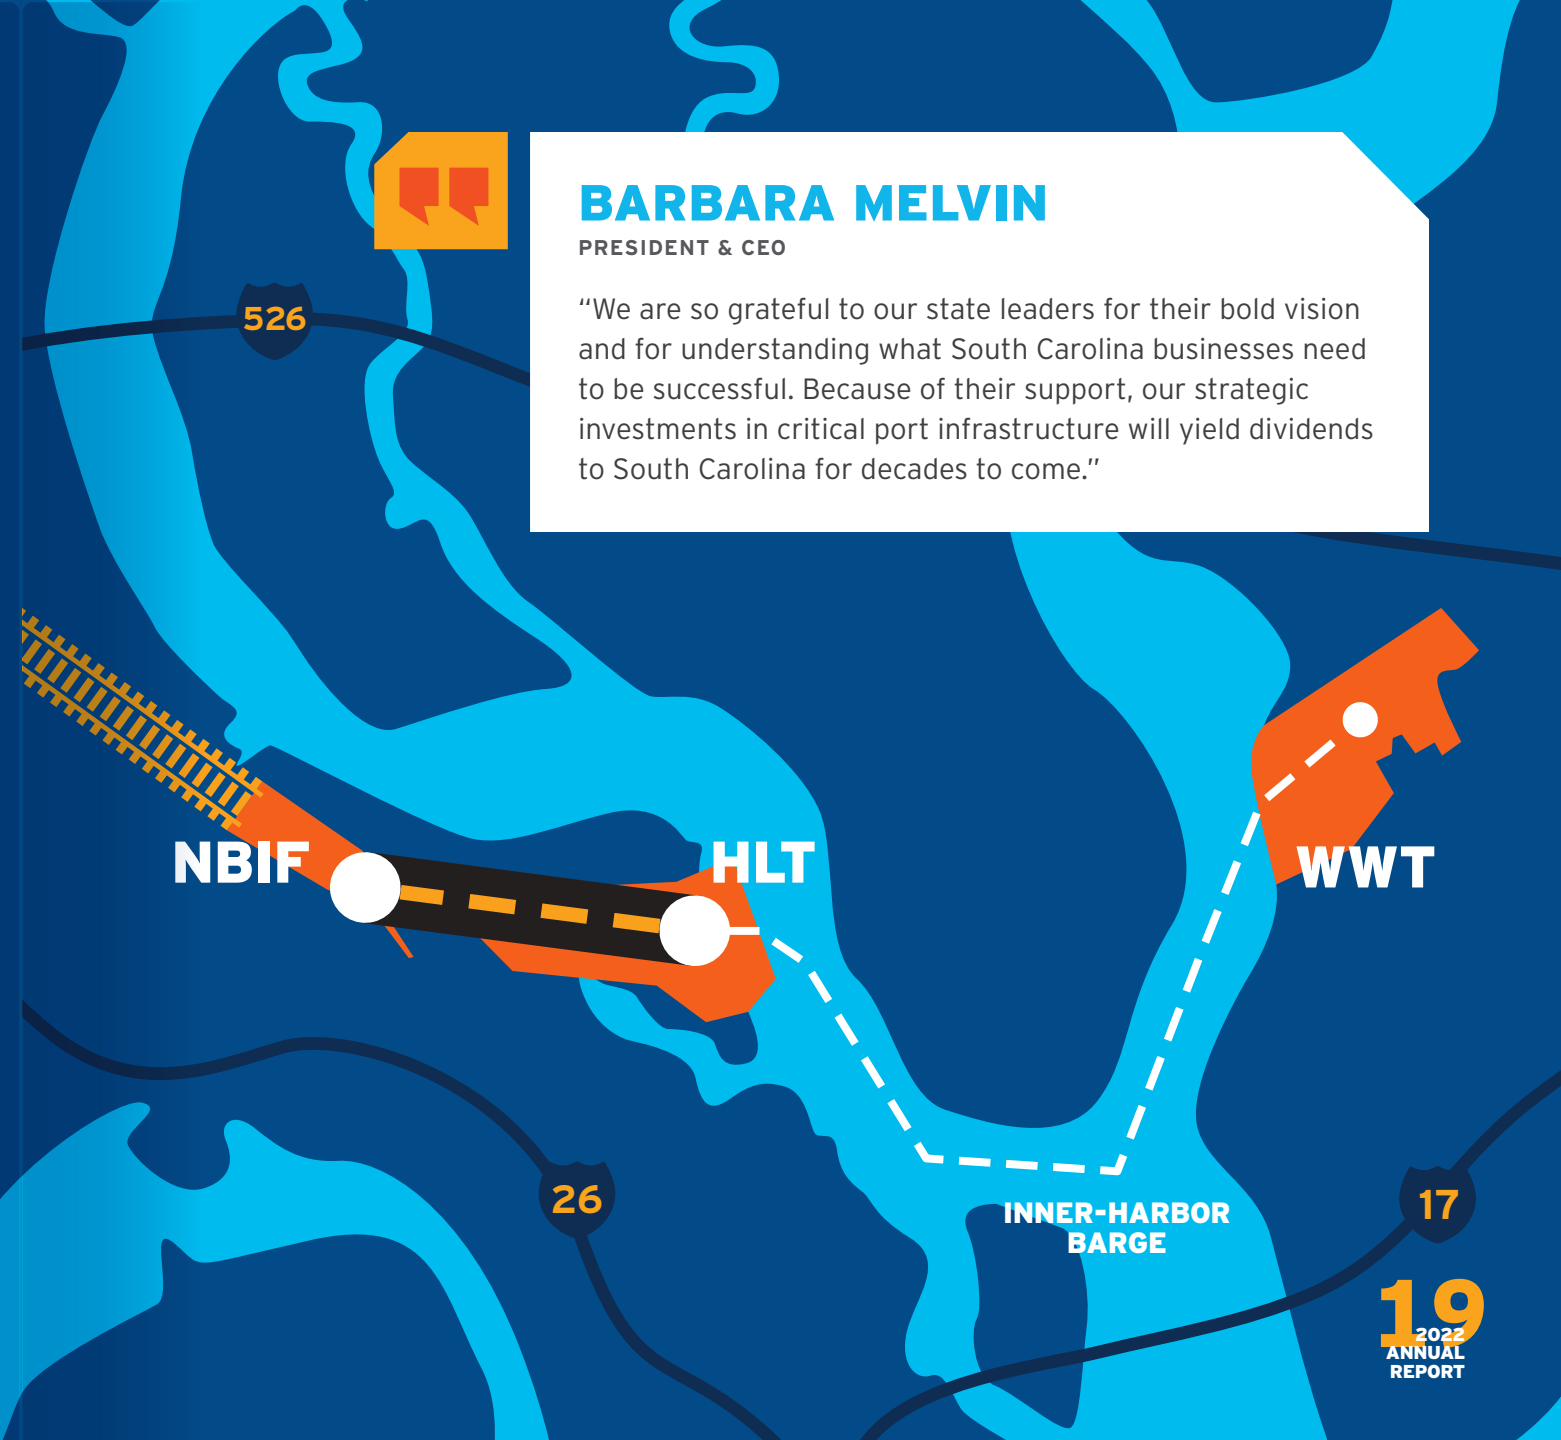 BARBARA MELVIN
PRESIDENT & CEO
“We are so grateful to our state leaders for their bold vision
and for understanding what South Carolina businesses need
to be successful. Because of their support, our strategic
investments in critical port infrastructure will yield dividends
to South Carolina for decades to come.”
526
NBIF
HLT
WWT
26
INNER-HARBOR
BARGE
17
19
2022
ANNUAL
REPORT